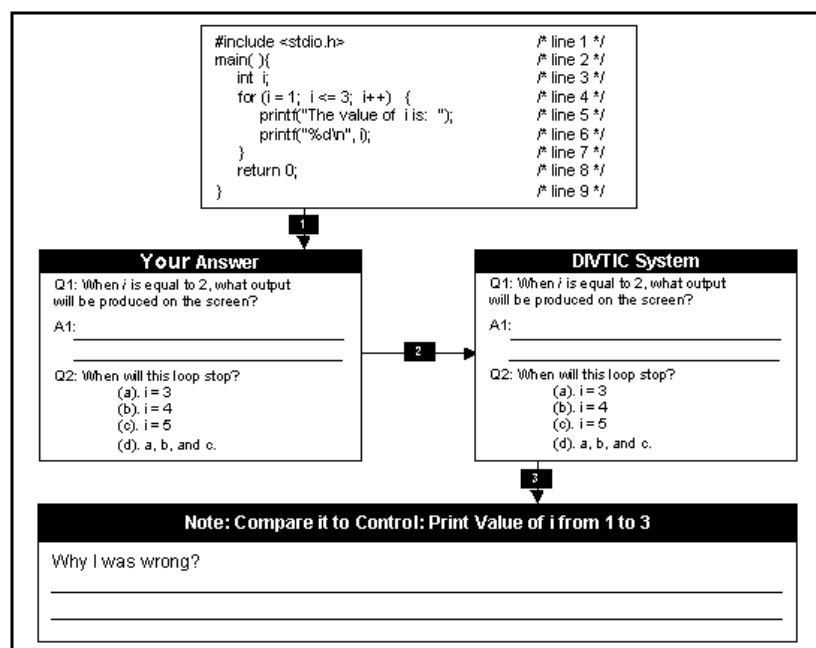 #include <stdio.h> /* line 1 */
main( ){ /* line 2 */
int i; /* line 3 */
for (i = 1; i <= 3; i++) { /* line 4 */
printf("The value of i is: "); /* line 5 */
printf("%d\n", i); /* line 6 */
} /* line 7 */
return 0; /* line 8 */
} /* line 9 */
1
Your Answer
Q1: When i is equal to 2, what output
will be produced on the screen?
A1:
Q2: When will this loop stop?
(a). i = 3
(b). i = 4
(c). i = 5
(d). a, b, and c.
2
DIVTIC System
Q1: When i is equal to 2, what output
will be produced on the screen?
A1:
Q2: When will this loop stop?
(a). i = 3
(b). i = 4
(c). i = 5
(d). a, b, and c.
3
Note: Compare it to Control: Print Value of i from 1 to 3
Why I was wrong?